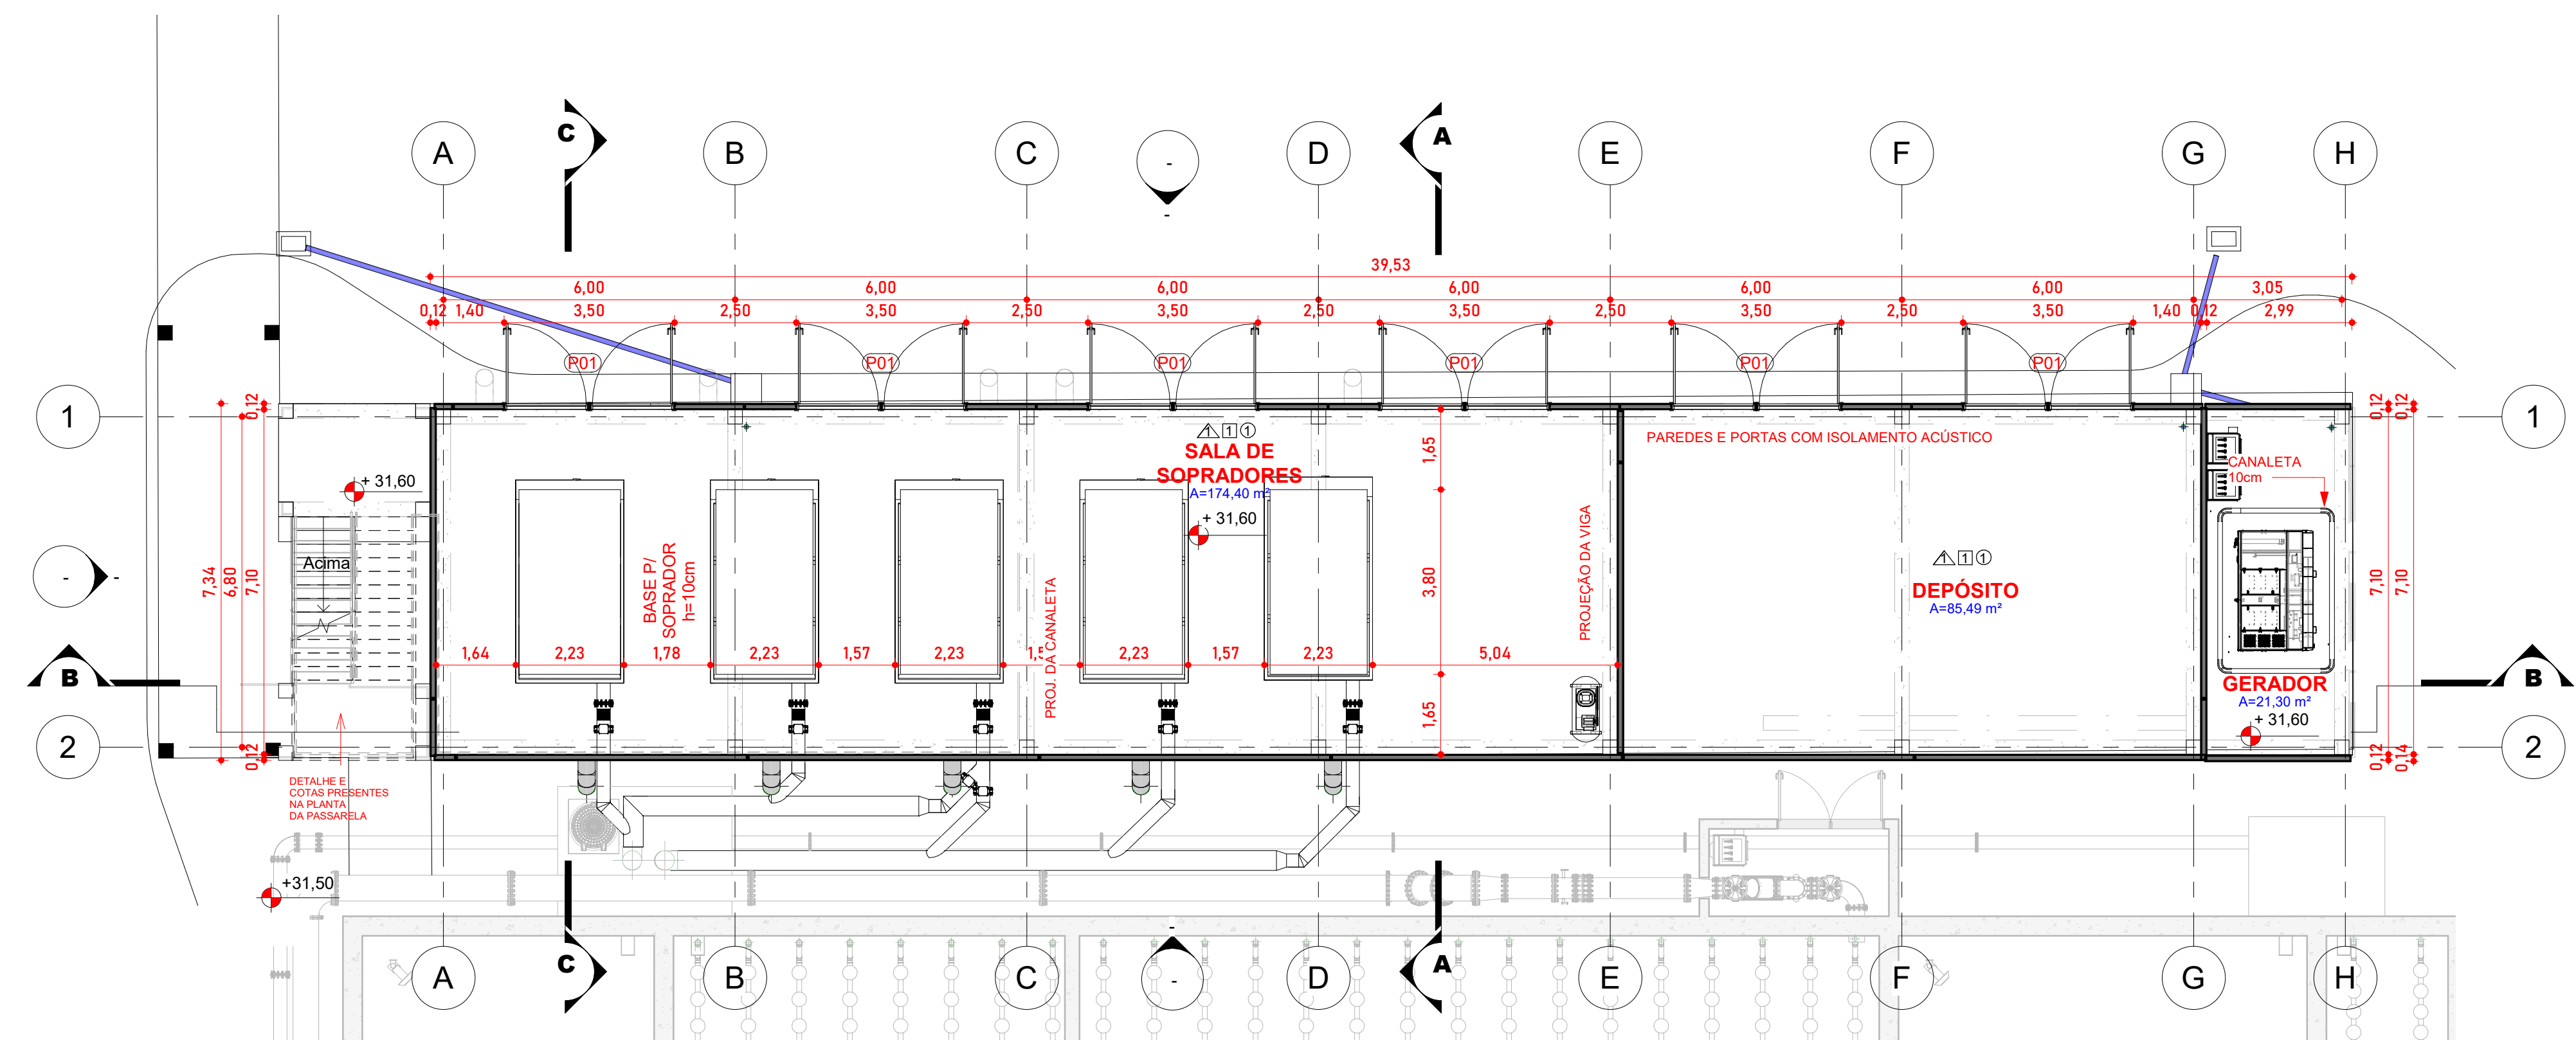 C
A
A
B
C
-
D
E
F
G
H
-
39,53
6,00
6,00
6,00
6,00
6,00
6,00
3,05
0,12
1,40
3,50
2,50
3,50
2,50
3,50
2,50
3,50
2,50
3,50
2,50
3,50
1,40
0,12
2,99
P01
P01
P01
P01
P01
P01
1
0,12
0,12
0,12
0,12
1
SALA DE
SOPRADORES
A=174,40 m²
+ 31,60
PAREDES E PORTAS COM ISOLAMENTO ACÚSTICO
CANALETA
10cm
+ 31,60
1,65
3,80
1,65
Acima
- -
7,34
6,80
7,10
BASE P/
SOPRADOR
h=10cm
PROJ. DA CANALETA
PROJEÇÃO DA VIGA
1 1 1
1 1 1
DEPÓSITO
A=85,49 m²
7,10
7,10
1,64
2,23
1,78
2,23
1,57
2,23
2,23
1,57
2,23
5,04
B
GERADOR
A=21,30 m²
+ 31,60
B
2
0,12
0,12
0,14
2
DETALHE E
COTAS PRESENTES
NA PLANTA
DA PASSARELA
+31,50
A
C
B
C
-
-
D
A
E
F
G
H